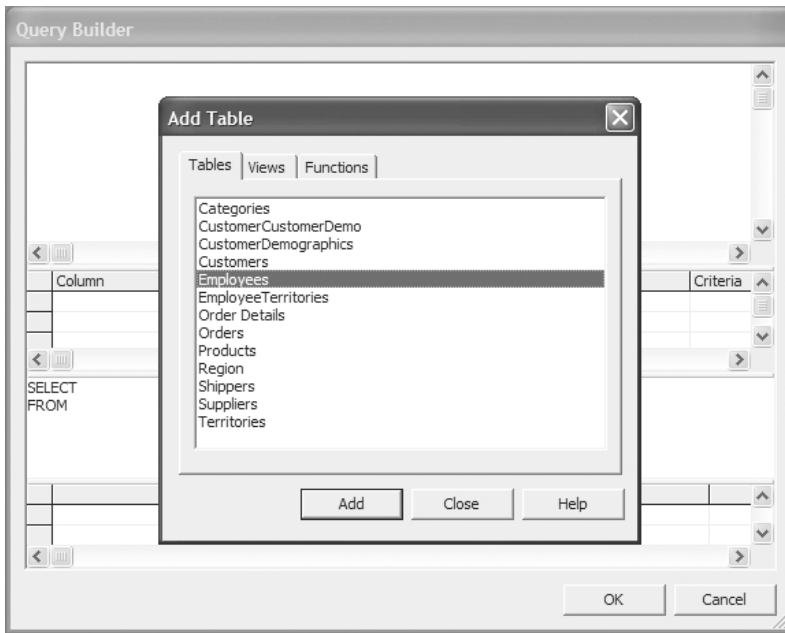 Query Builder
Add Table
Tables Views Functions
Categories
CustomerCustomerDemo
CustomerDemographics
Customers
Employees
EmployeeTerritories
Order Details
Orders
Products
Region
Shippers
Suppliers
Territories
Add Close Help
Column Criteria
SELECT
FROM
OK Cancel